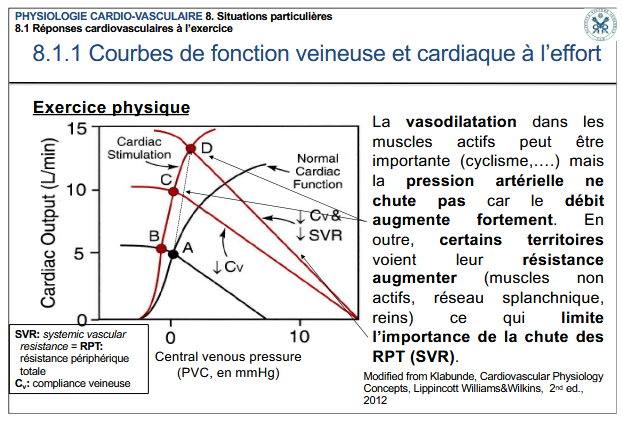 PHYSIOLOGIE CARDIO-VASCULAIRE 8. Situations particulières
8.1 Réponses cardiovasculaires à l'exercice
8.1.1 Courbes de fonction veineuse et cardiaque à l'effort
Exercice physique
Cardiac Output (L/min)
15
10
5
0
Cardiac
Stimulation
D
C
B
A
Normal
Cardiac
Function
↓ Cv &
↓ SVR
↓ Cv
0
10
Central venous pressure
(PVC, en mmHg)
SVR: systemic vascular
resistance = RPT:
résistance périphérique
totale
Cv: compliance veineuse
La vasodilatation dans les
muscles actifs peut être
importante (cyclisme,….) mais
la pression artérielle ne
chute pas car le débit
augmente fortement. En
outre, certains territoires
voient leur résistance
augmenter (muscles non
actifs, réseau splanchnique,
reins) ce qui limite
l'importance de la chute des
RPT (SVR).
Modified from Klabunde, Cardiovascular Physiology
Concepts, Lippincott Williams&Wilkins, 2nd ed.,
2012